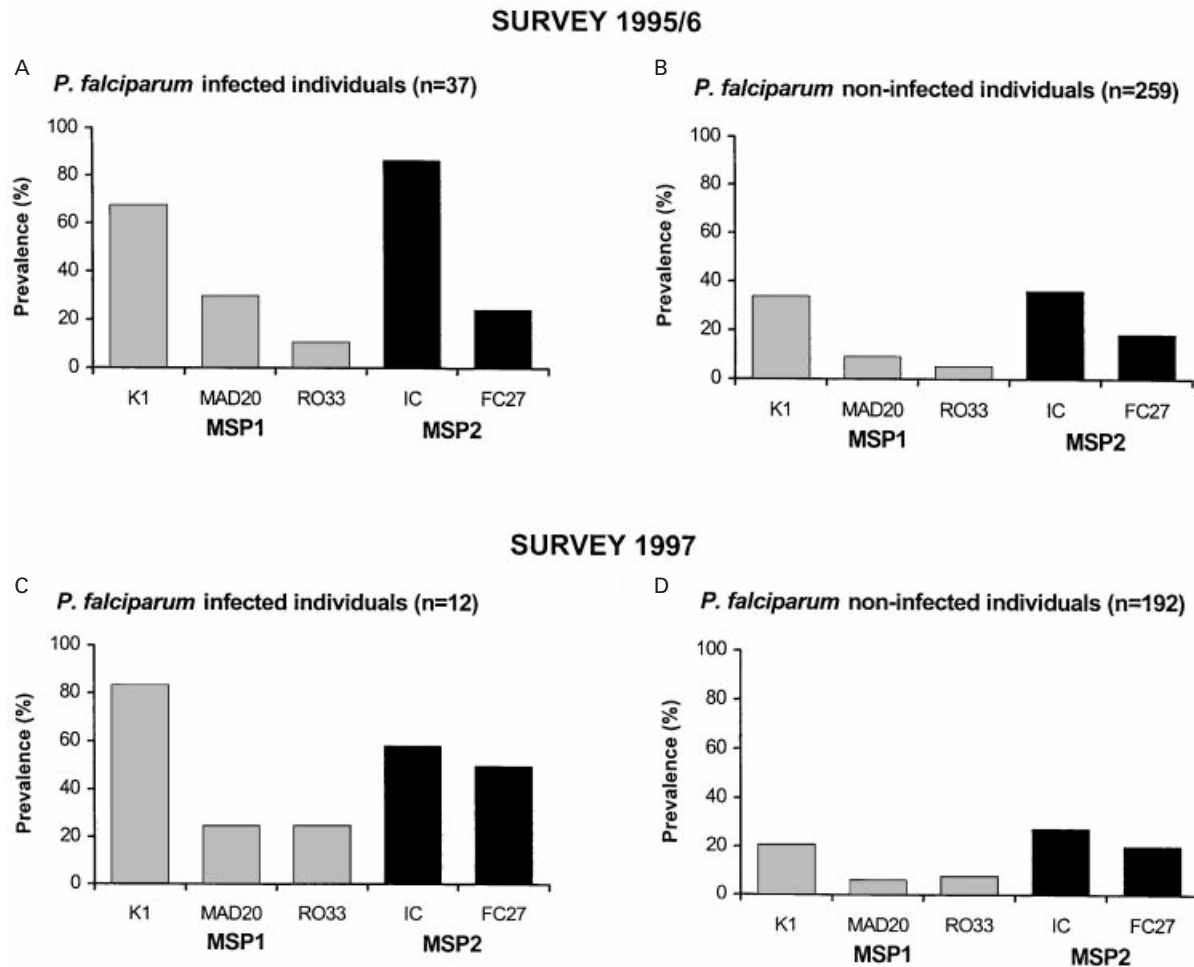 SURVEY 1995/6
A
P. falciparum infected individuals (n=37)
Prevalence (%)
100
80
60
40
20
0
K1 MAD20 RO33 IC FC27
MSP1 MSP2
B
P. falciparum non-infected individuals (n=259)
Prevalence (%)
100
80
60
40
20
0
K1 MAD20 RO33 IC FC27
MSP1 MSP2
SURVEY 1997
C
P. falciparum infected individuals (n=12)
Prevalence (%)
100
80
60
40
20
0
K1 MAD20 RO33 IC FC27
MSP1 MSP2
D
P. falciparum non-infected individuals (n=192)
Prevalence (%)
100
80
60
40
20
0
K1 MAD20 RO33 IC FC27
MSP1 MSP2